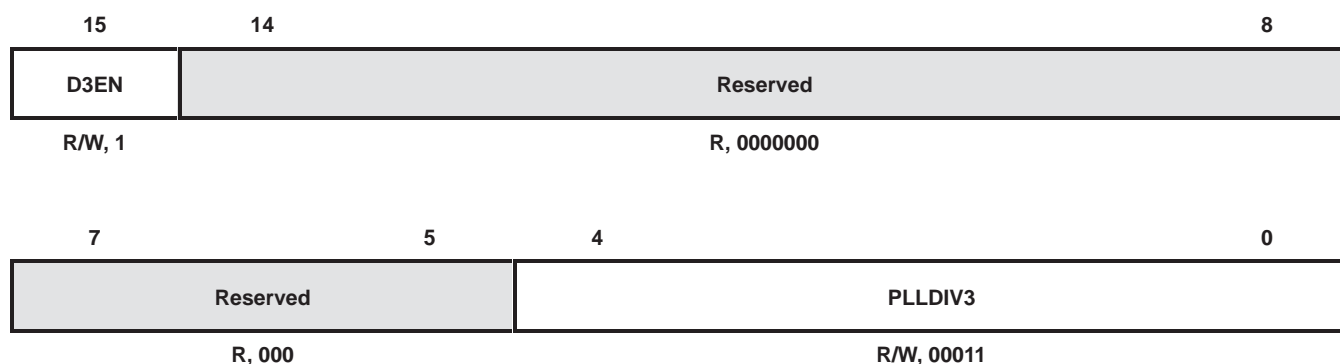 15 14 8
D3EN Reserved
R/W, 1 R, 0000000
7 5 4 0
Reserved PLLDIV3
R, 000 R/W, 00011